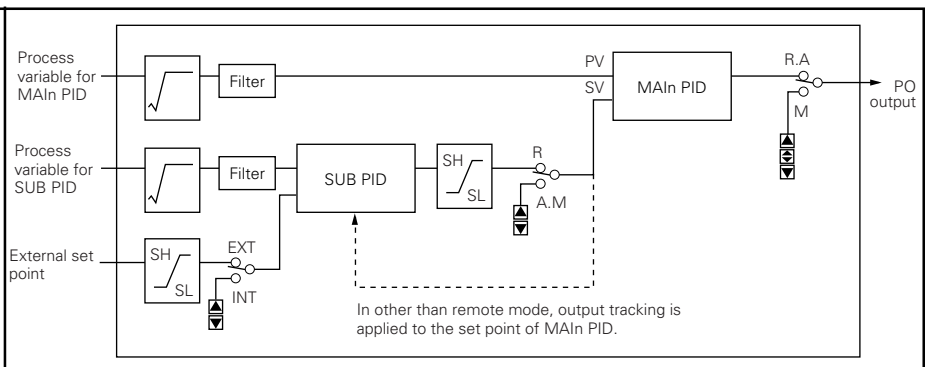 Process
variable for
MAIn PID
Filter
PV
SV
MAIn PID
R.A
M
PO
output
Process
variable for
SUB PID
Filter
SUB PID
SH
SL
R
A.M
External set
point
SH
SL
EXT
INT
In other than remote mode, output tracking is
applied to the set point of MAIn PID.